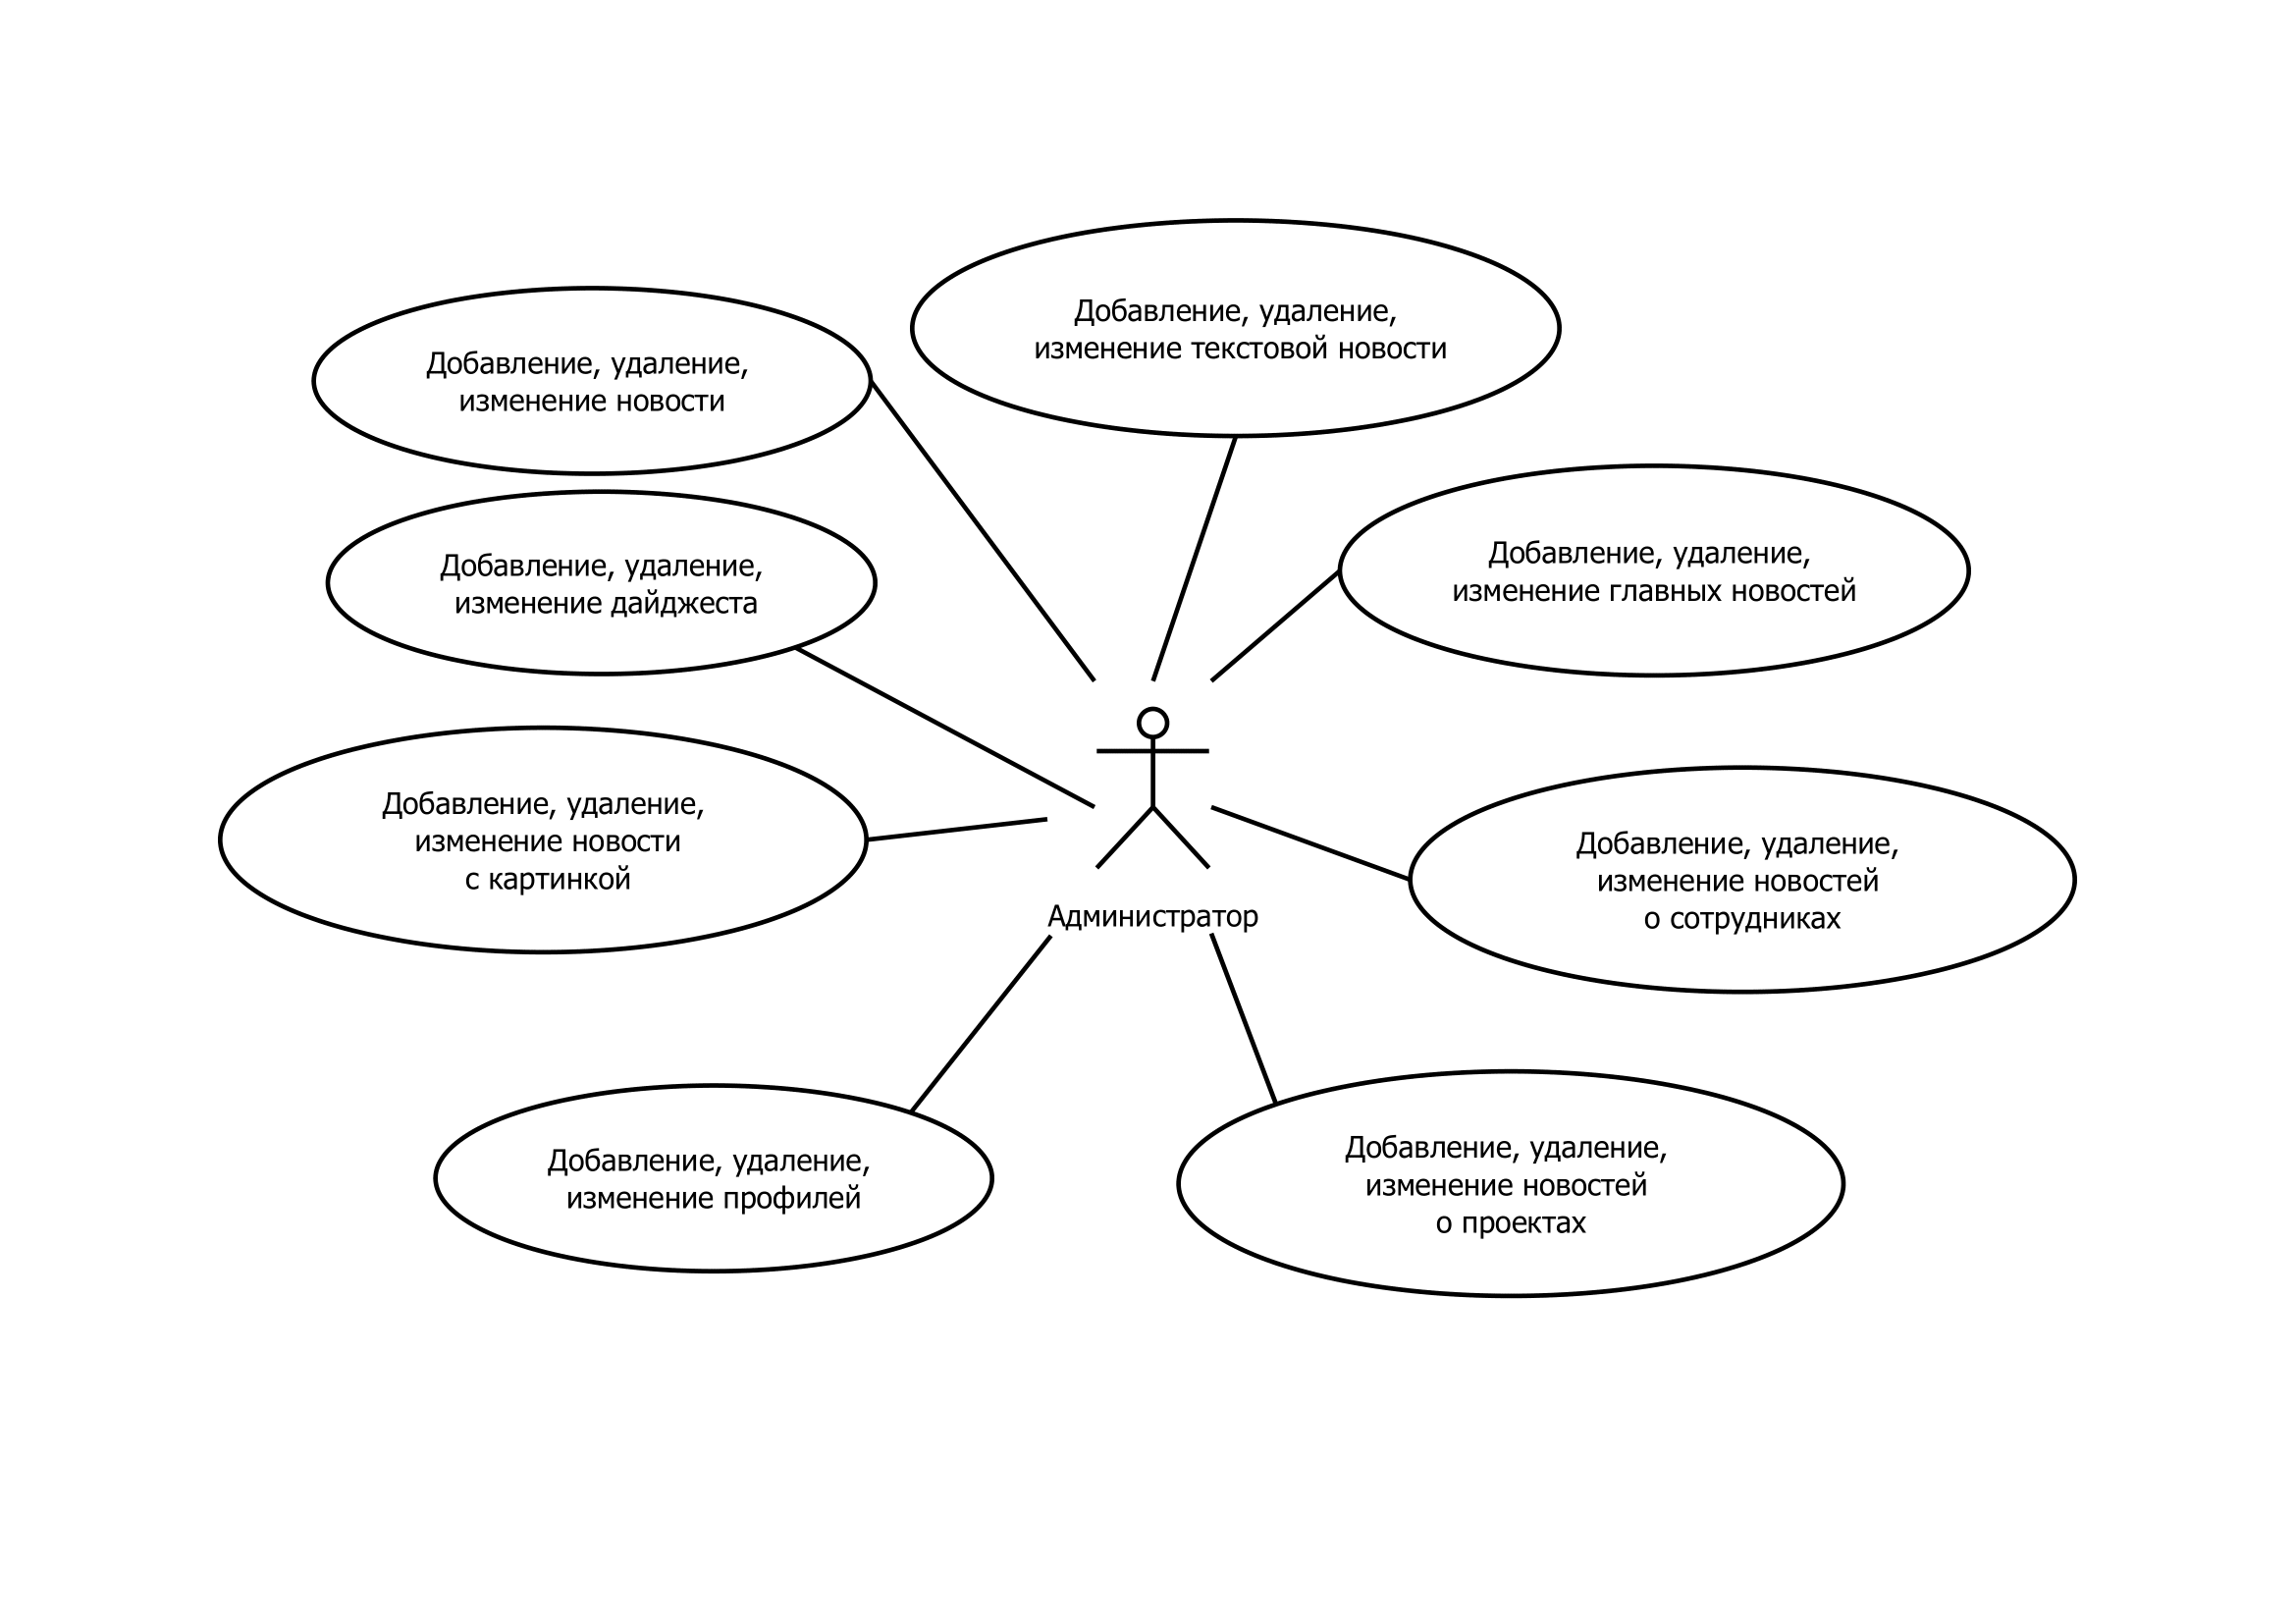 Добавление, удаление,
изменение текстовой новости
Добавление, удаление,
изменение новости
Добавление, удаление,
изменение главных новостей
Добавление, удаление,
изменение дайджеста
Добавление, удаление,
изменение новости
с картинкой
Добавление, удаление,
изменение новостей
о сотрудниках
Администратор
Добавление, удаление,
изменение профилей
Добавление, удаление,
изменение новостей
о проектах